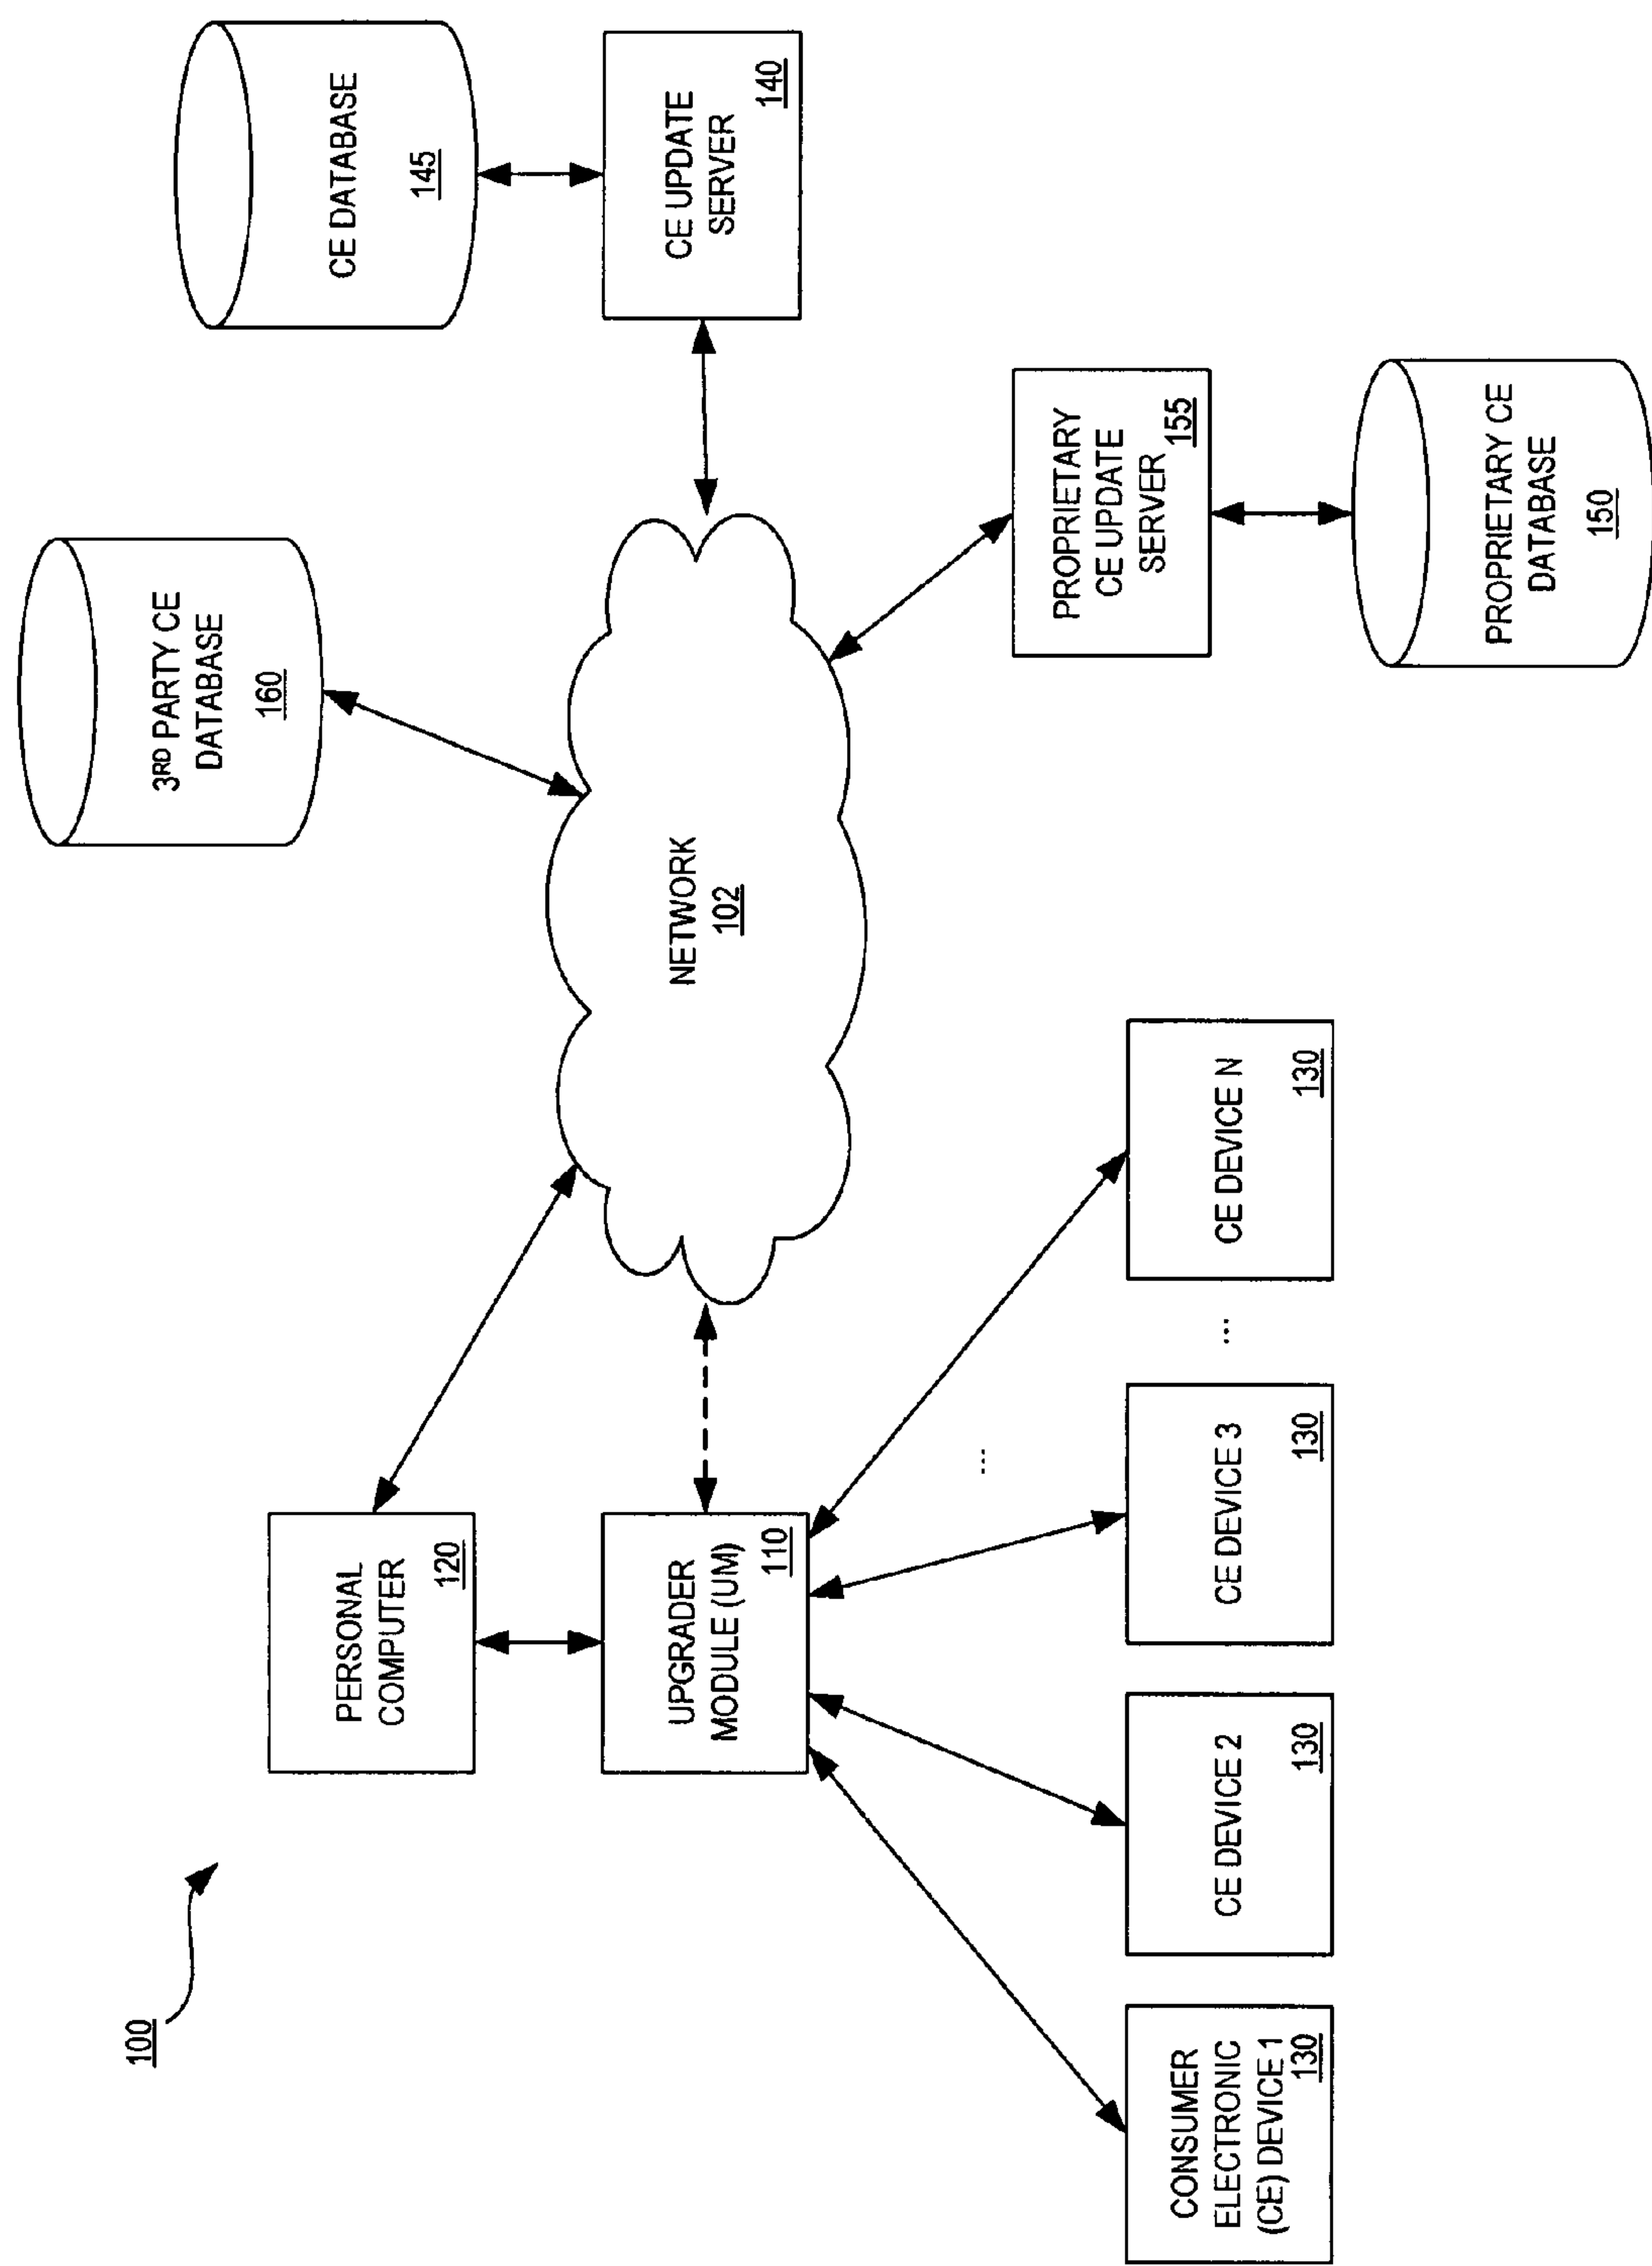 100
3RD PARTY CE
DATABASE
160
CE DATABASE
145
CE UPDATE
SERVER
140
PERSONAL
COMPUTER
120
NETWORK
102
UPGRADER
MODULE (UM)
110
PROPRIETARY
CE UPDATE
SERVER
155
PROPRIETARY CE
DATABASE
150
...
CONSUMER
ELECTRONIC
(CE) DEVICE 1
130
CE DEVICE 2
130
CE DEVICE 3
130
...
CE DEVICE N
130